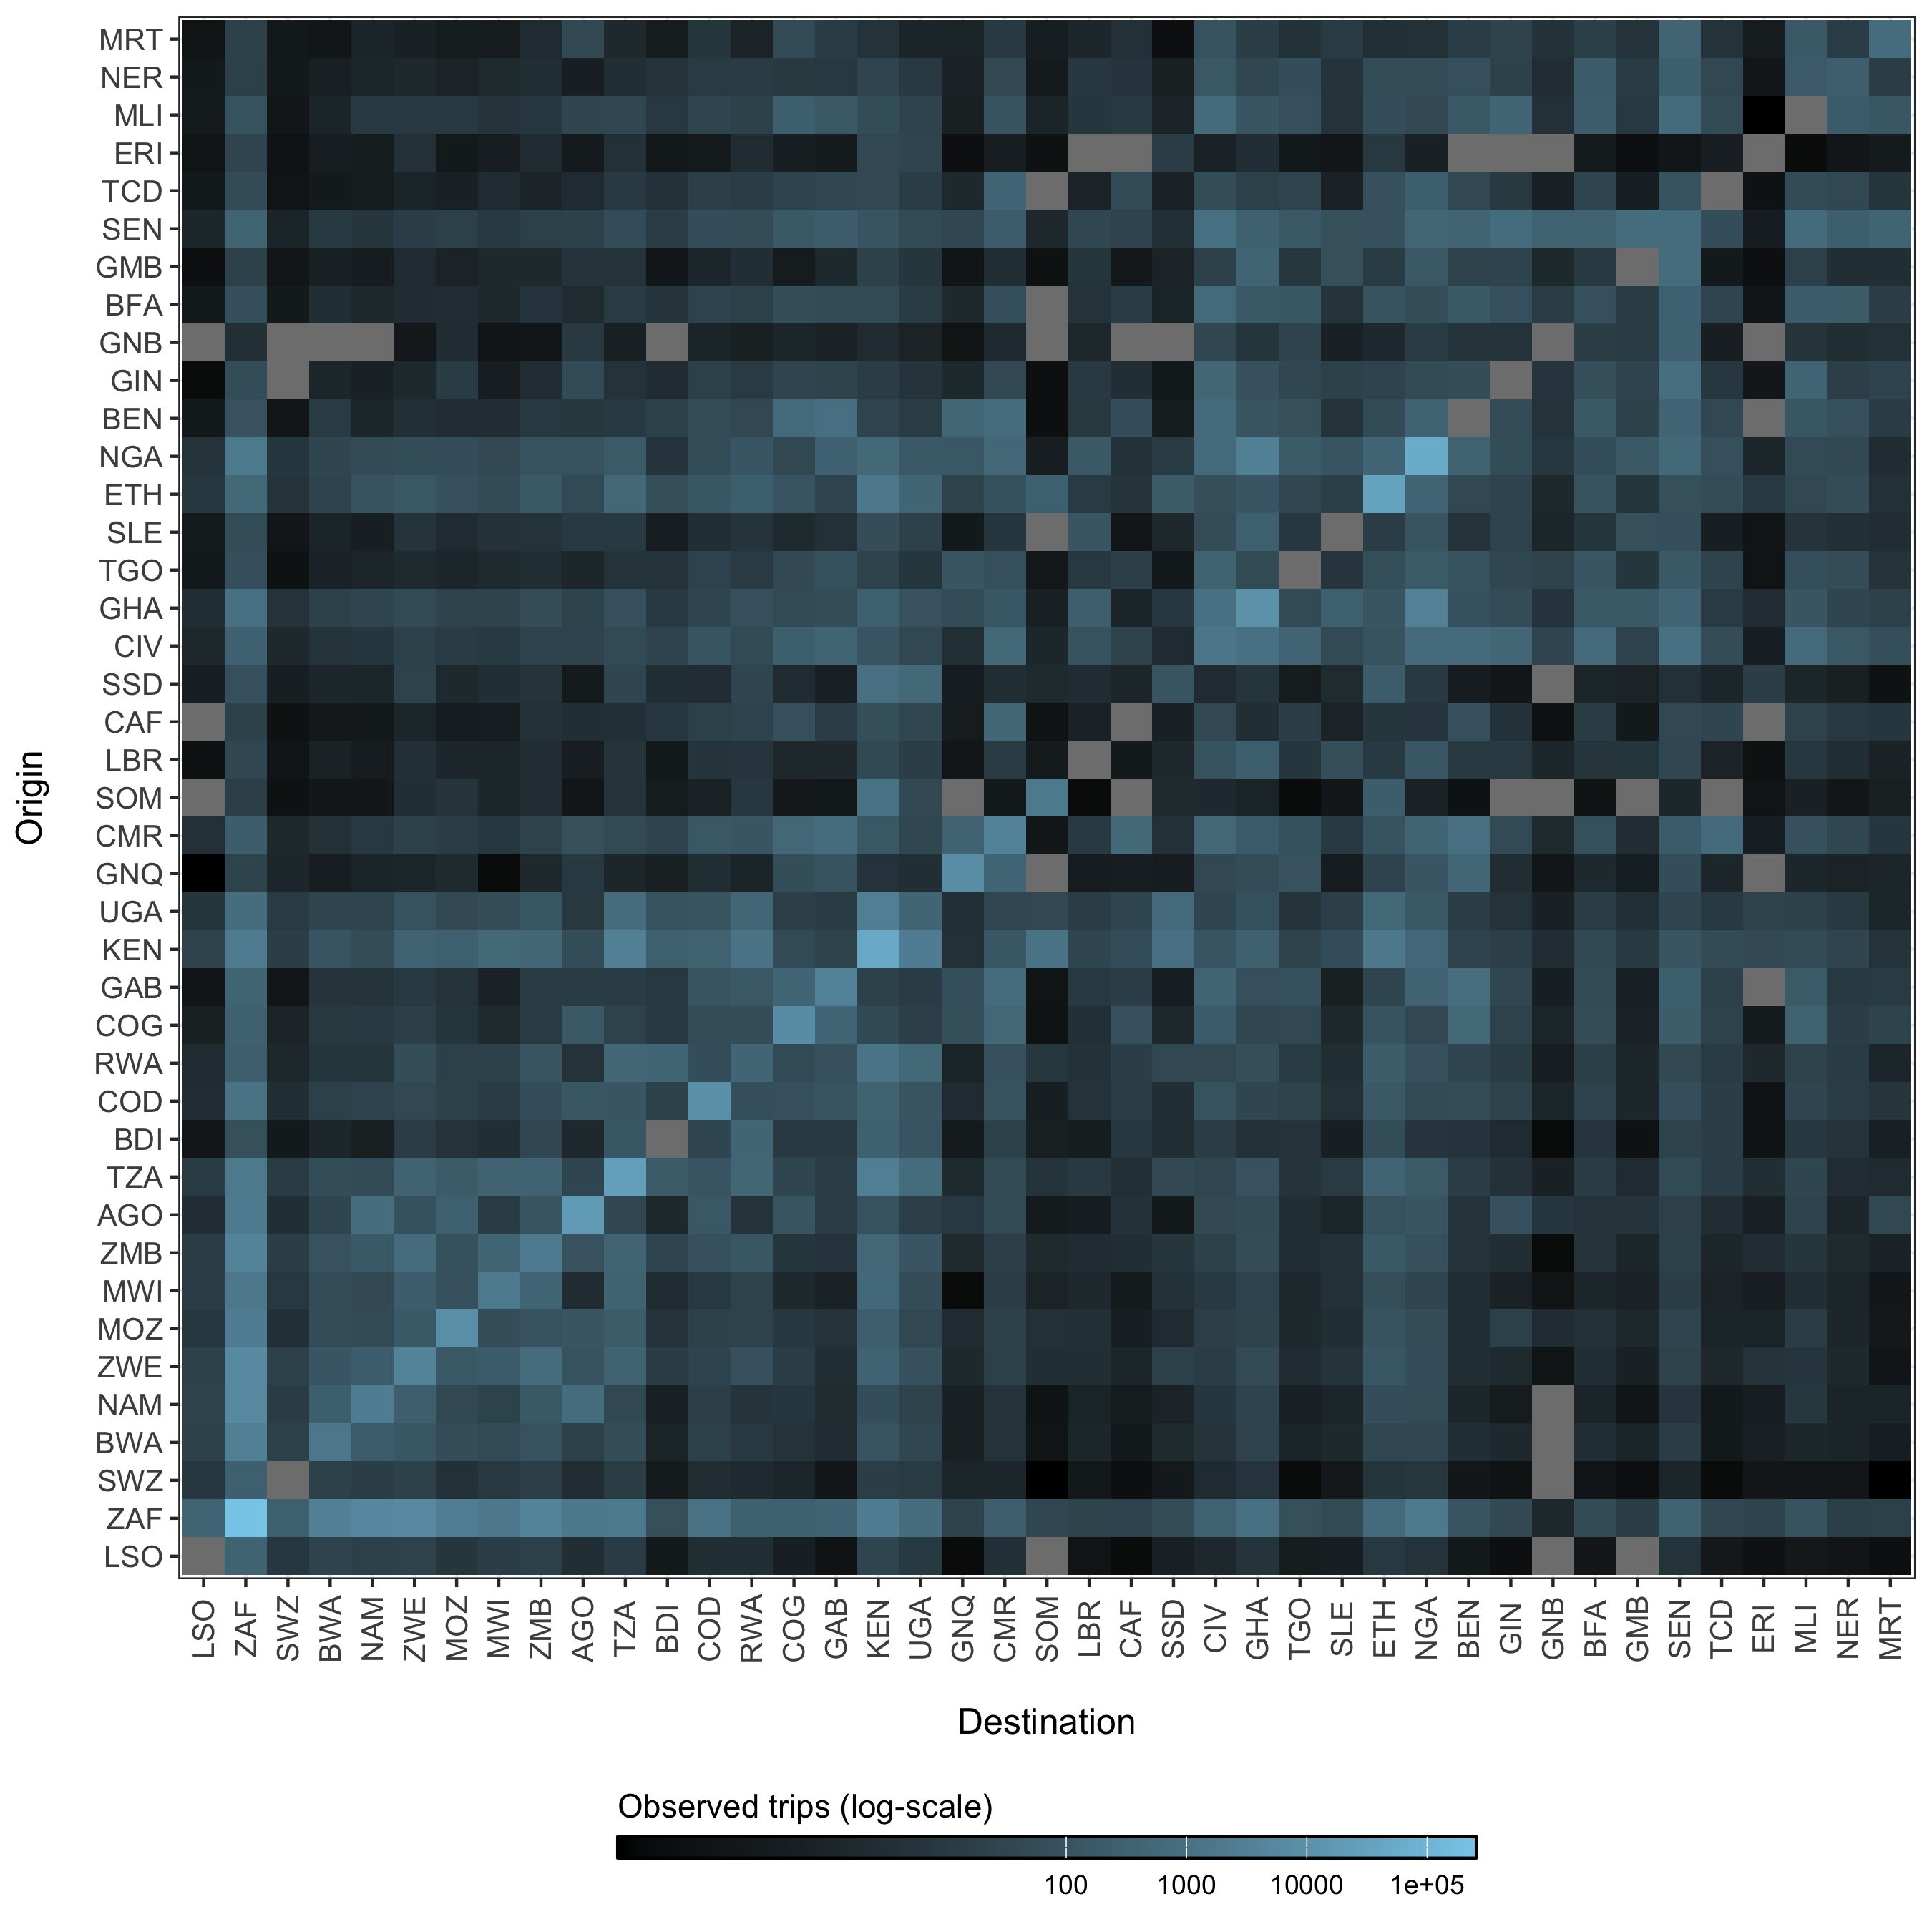 MRT
NER
MLI
ERI
TCD
SEN
GMB
BFA
GNB
GIN
BEN
NGA
ETH
SLE
TGO
GHA
CIV
SSD
CAF
LBR
SOM
CMR
GNQ
UGA
KEN
GAB
COG
RWA
COD
BDI
TZA
AGO
ZMB
MWI
MOZ
ZWE
NAM
BWA
SWZ
ZAF
LSO
Origin
LSO ZAF SWZ BWA NAM ZWE MOZ MWI ZMB AGO TZA BDI COD RWA COG GAB KEN UGA GNQ CMR SOM LBR CAF SSD CIV GHA TGO SLE ETH NGA BEN GIN GNB BFA GMB SEN TCD ERI MLI NER MRT
Destination
Observed trips (log-scale)
100 1000 10000 1e+05